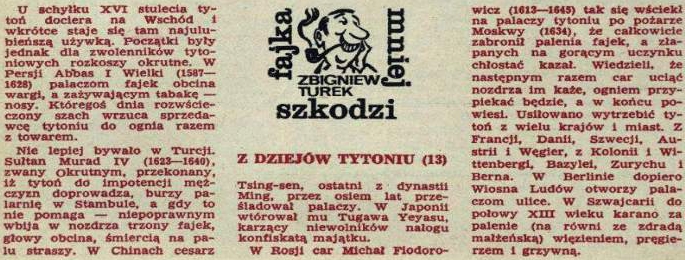 U schyłku XVI stulecia ty-
toń dociera na Wschód i
wkrótce staje się tam najulu-
bieńszą używką. Początki były
jednak dla zwolenników tyto-
niowych rozkoszy okrutne. W
Persji Abbas I Wielki (1587—
1628) palaczom fajek obcina
wargi, a zażywającym tabakę —
nosy. Któregoś dnia rozwście-
czony szach wrzuca sprzeda-
wcę tytoniu do ognia razem
z towarem.
Nie lepiej bywało w Turcji.
Sułtan Murad IV (1623—1640),
zwany Okrutnym, przekonany,
iż tytoń do impotencji męż-
czyzn doprowadza, burzy pa-
larnię w Stambule, a gdy to
nie pomaga — niepoprawnym
wbija w nozdrza trzony fajek,
głowy obcina, śmiercią na pa-
lu straszy. W Chinach cesarz
fajka
mniej
ZBIGNIEW
TUREK
szkodzi
Z DZIEJÓW TYTONIU (13)
Tsing-sen, ostatni z dynastii
Ming, przez osiem lat prze-
śladował palaczy. W Japonii
wtórował mu Tugawa Yeyasu,
karzący niewolników nałogu
konfiskatą majątku.
W Rosji car Michał Fiodoro-
wicz (1613—1645) tak się wściekł
na palaczy tytoniu po pożarze
Moskwy (1634), że całkowicie
zabronił palenia fajek, a zła-
panych na gorącym uczynku
chłostać kazał. Wiedzieli, że
następnym razem car uciąć
nozdrza im każe, ogniem przy-
piekać będzie, a w końcu po-
wiesi. Usiłowano wytrzebić ty-
toń z wielu krajów i miast. Z
Francji, Danii, Szwecji, Au-
strii i Węgier, z Kolonii i Wi-
ttenbergi, Bazylei, Zurychu i
Berna. W Berlinie dopiero
Wiosna Ludów otworzy pala-
czom ulice. W Szwajcarii do
połowy XIII wieku karano za
palenie (na równi ze zdradą
małżeńską) więzieniem, pręgie-
rzem i grzywną.